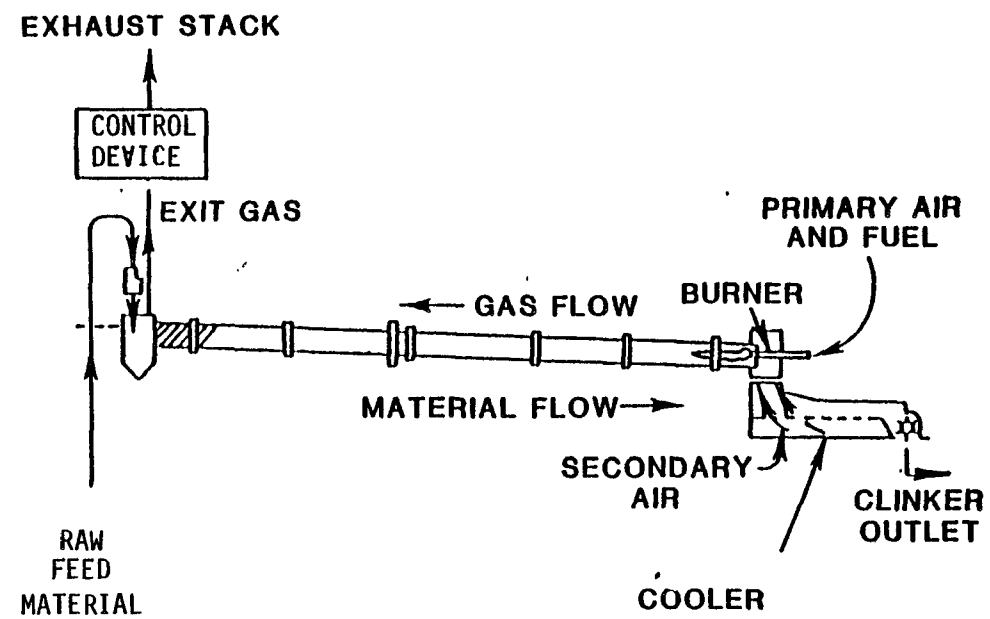 EXHAUST STACK
CONTROL
DEVICE
EXIT GAS
PRIMARY AIR
AND FUEL
BURNER
GAS FLOW
MATERIAL FLOW
SECONDARY
AIR
CLINKER
OUTLET
RAW
FEED
MATERIAL
COOLER